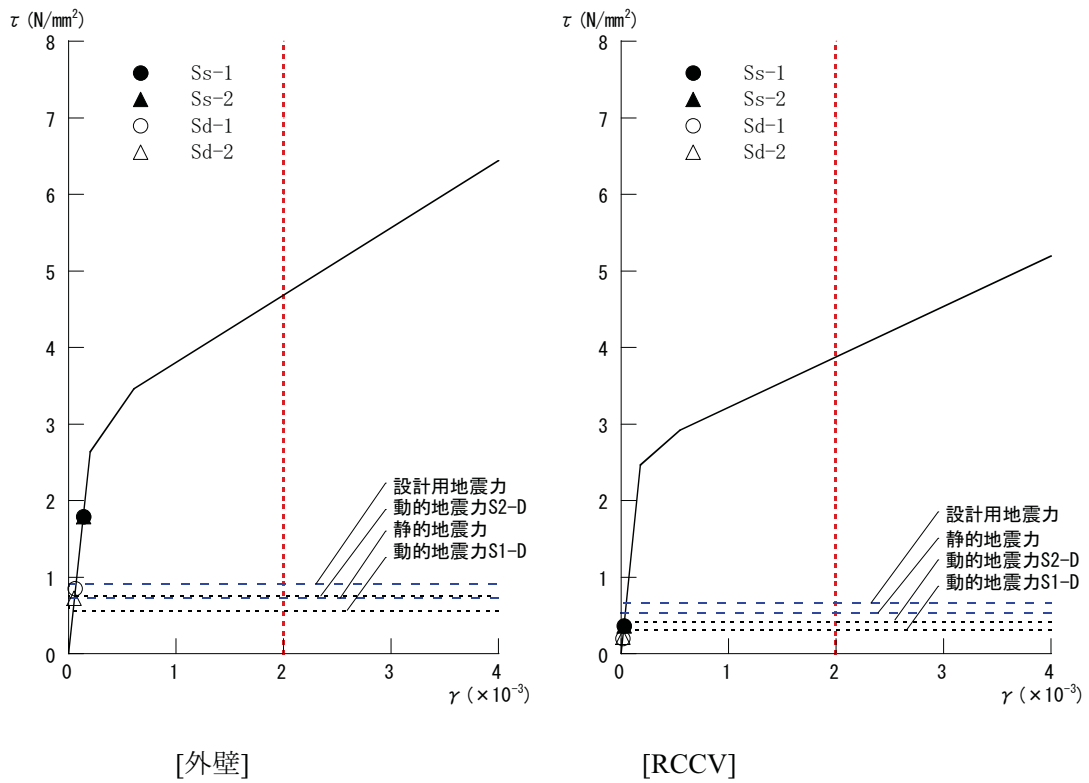 τ (N/mm²)
8
7
6
5
4
3
2
1
0
Ss-1
Ss-2
Sd-1
Sd-2
設計用地震力
動的地震力S2-D
静的地震力
動的地震力S1-D
0
1
2
3
4
γ (×10⁻³)
[外壁]
τ (N/mm²)
8
7
6
5
4
3
2
1
0
Ss-1
Ss-2
Sd-1
Sd-2
設計用地震力
静的地震力
動的地震力S2-D
動的地震力S1-D
0
1
2
3
4
γ (×10⁻³)
[RCCV]